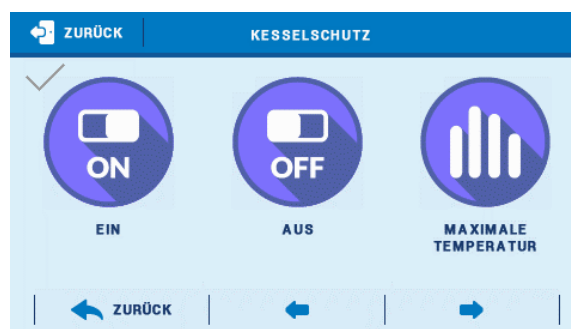 ZURÜCK
KESSELSCHUTZ
ON
OFF
EIN
AUS
MAXIMALE
TEMPERATUR
ZURÜCK